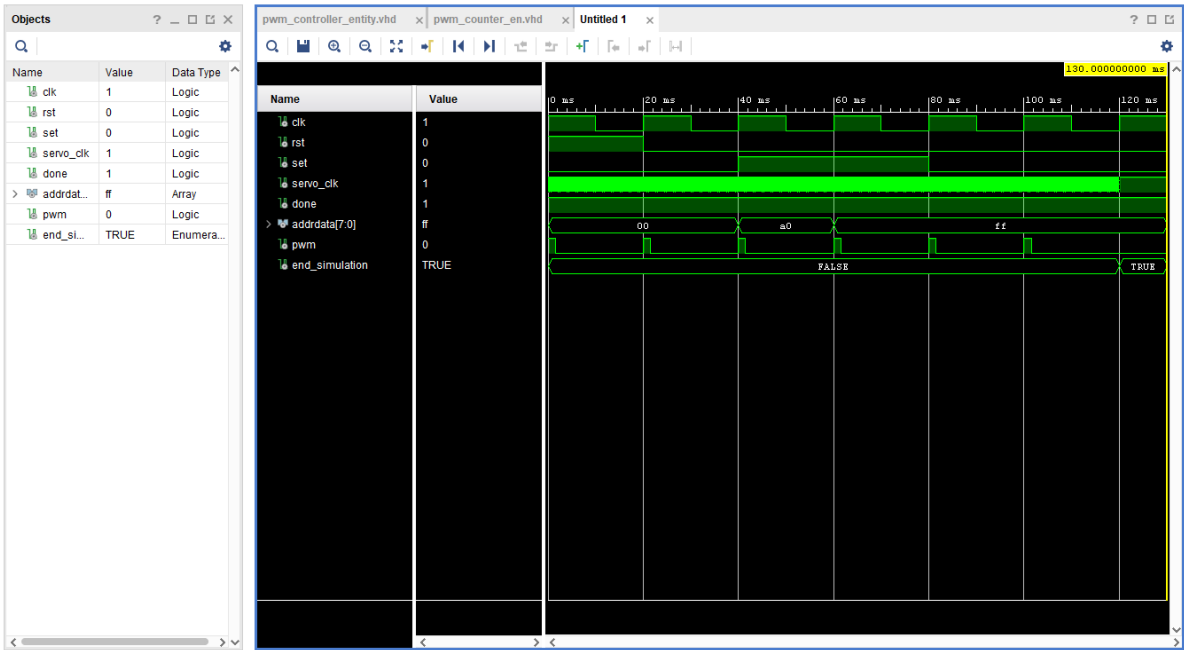 Objects
Name Value Data Type
clk 1 Logic
rst 0 Logic
set 0 Logic
servo_clk 1 Logic
done 1 Logic
addrdat... ff Array
pwm 0 Logic
end_si... TRUE Enumera...
pwm_controller_entity.vhd pwm_counter_en.vhd Untitled 1
130.000000000 ms
Name Value
0 ms 20 ms 40 ms 60 ms 80 ms 100 ms 120 ms
clk 1
rst 0
set 0
servo_clk 1
done 1
addrdata[7:0] ff 00 a0 ff
pwm 0
end_simulation TRUE FALSE TRUE